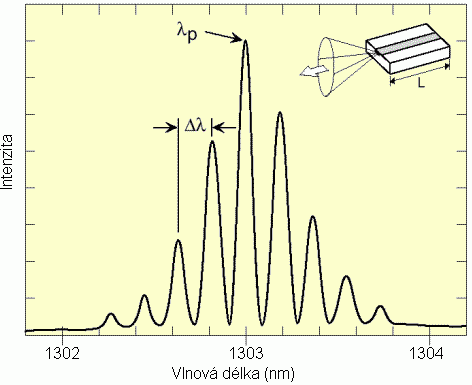 λp
Δλ
L
Intenzita
1302
1303
1304
Vlnová délka (nm)